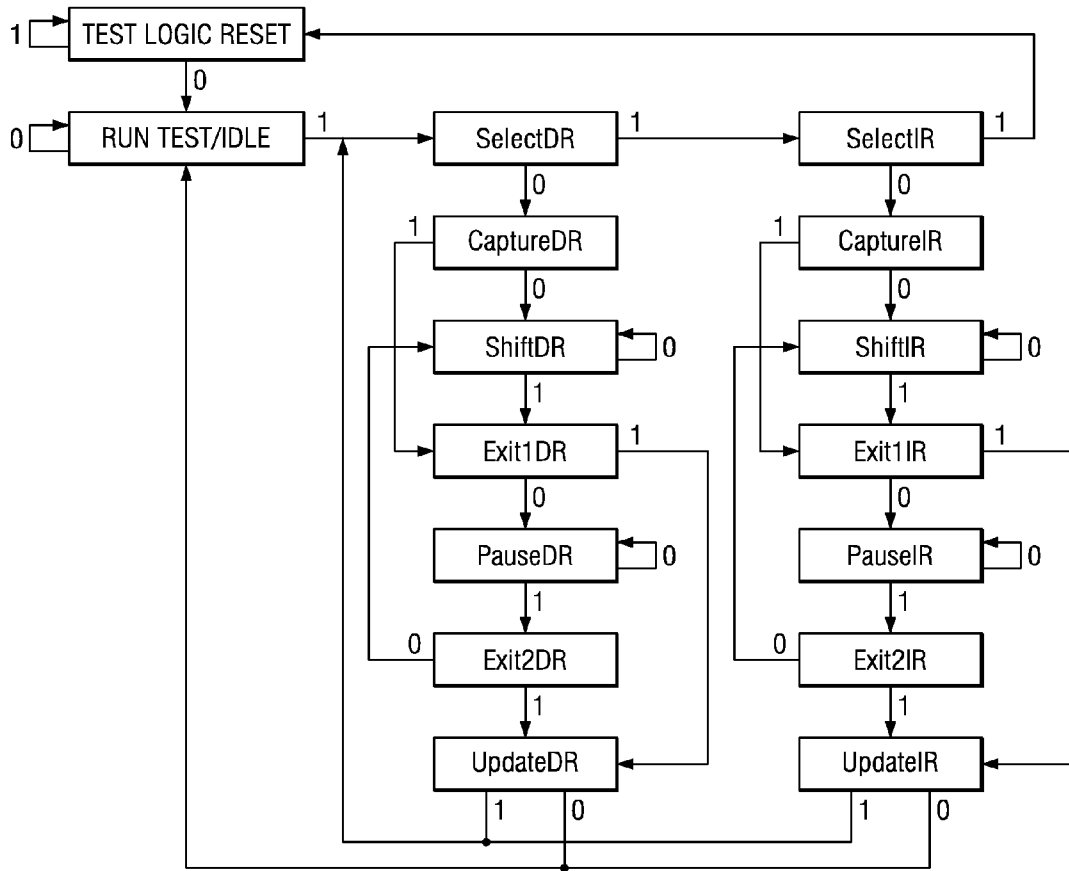 1 TEST LOGIC RESET
0
0 RUN TEST/IDLE 1 SelectDR 1 SelectIR 1
0 0
1 CaptureDR 1 CaptureIR
0 0
ShiftDR 0 ShiftIR 0
1 1
Exit1DR 1 Exit1IR 1
0 0
PauseDR 0 PauseIR 0
1 1
0 Exit2DR 0 Exit2IR
1 1
UpdateDR UpdateIR
1 0 1 0